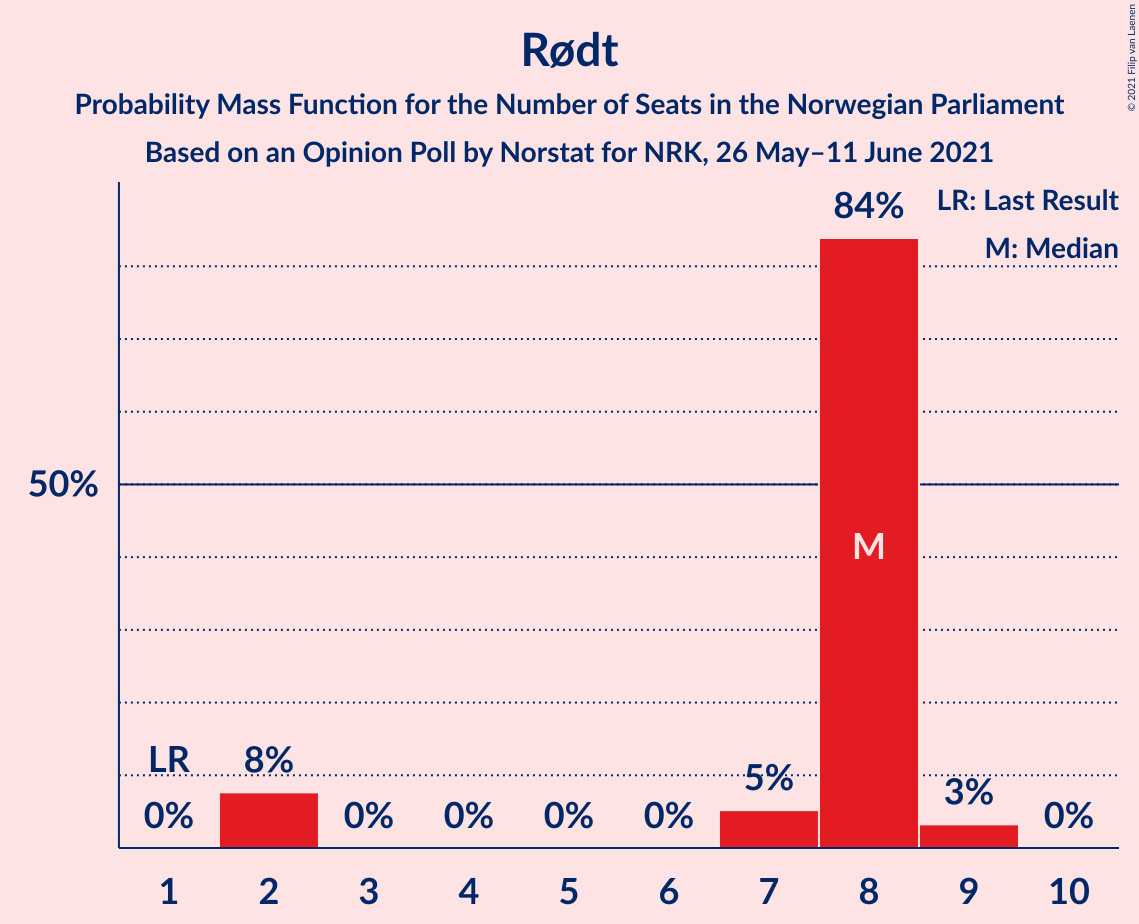 Rødt
Probability Mass Function for the Number of Seats in the Norwegian Parliament
Based on an Opinion Poll by Norstat for NRK, 26 May–11 June 2021
© 2021 Filip van Laenen
LR: Last Result
M: Median
84%
50%
M
LR
8%
5%
3%
0%
0%
0%
0%
0%
0%
1 2 3 4 5 6 7 8 9 10